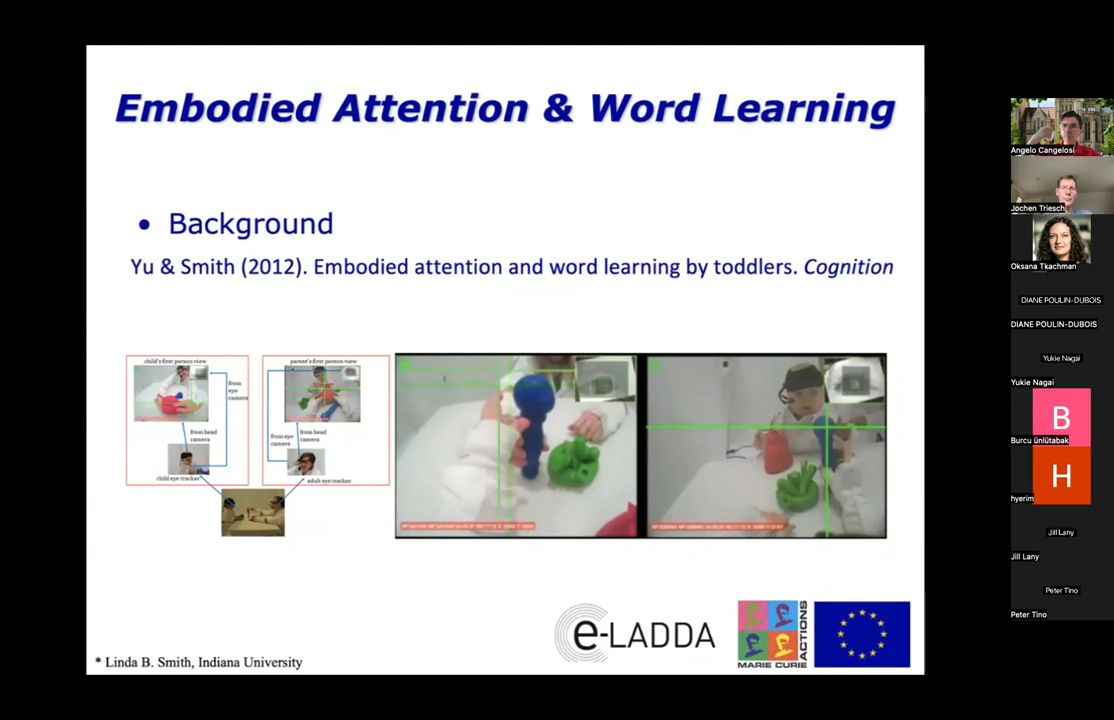 Embodied Attention & Word Learning
• Background
Yu & Smith (2012). Embodied attention and word learning by toddlers. Cognition
child's first person view
parent's first person view
from
eye
camera
from head
camera
from eye
camera
from head
camera
child eye tracker
adult eye tracker
e-LADDA
MARIE CURIE
ACTIONS
* Linda B. Smith, Indiana University
Angelo Cangelosi
Jochen Triesch
Oksana Tkachman
DIANE POULIN-DUBOIS
DIANE POULIN-DUBOIS
Yukie Nagai
Yukie Nagai
B
Burcu ünlütabak
H
hyerim
Jill Lany
Jill Lany
Peter Tino
Peter Tino